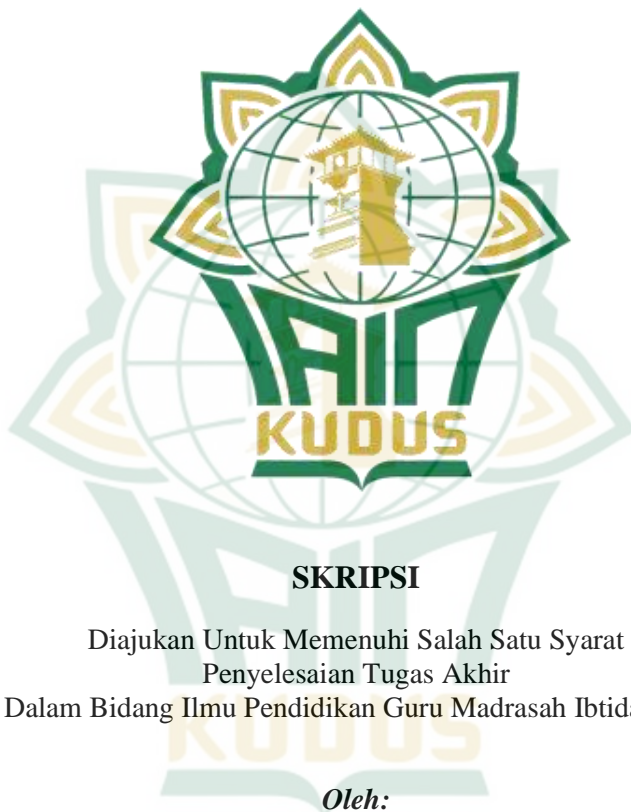 IAIN
KUDUS
SKRIPSI
Diajukan Untuk Memenuhi Salah Satu Syarat
Penyelesaian Tugas Akhir
Dalam Bidang Ilmu Pendidikan Guru Madrasah
Oleh: